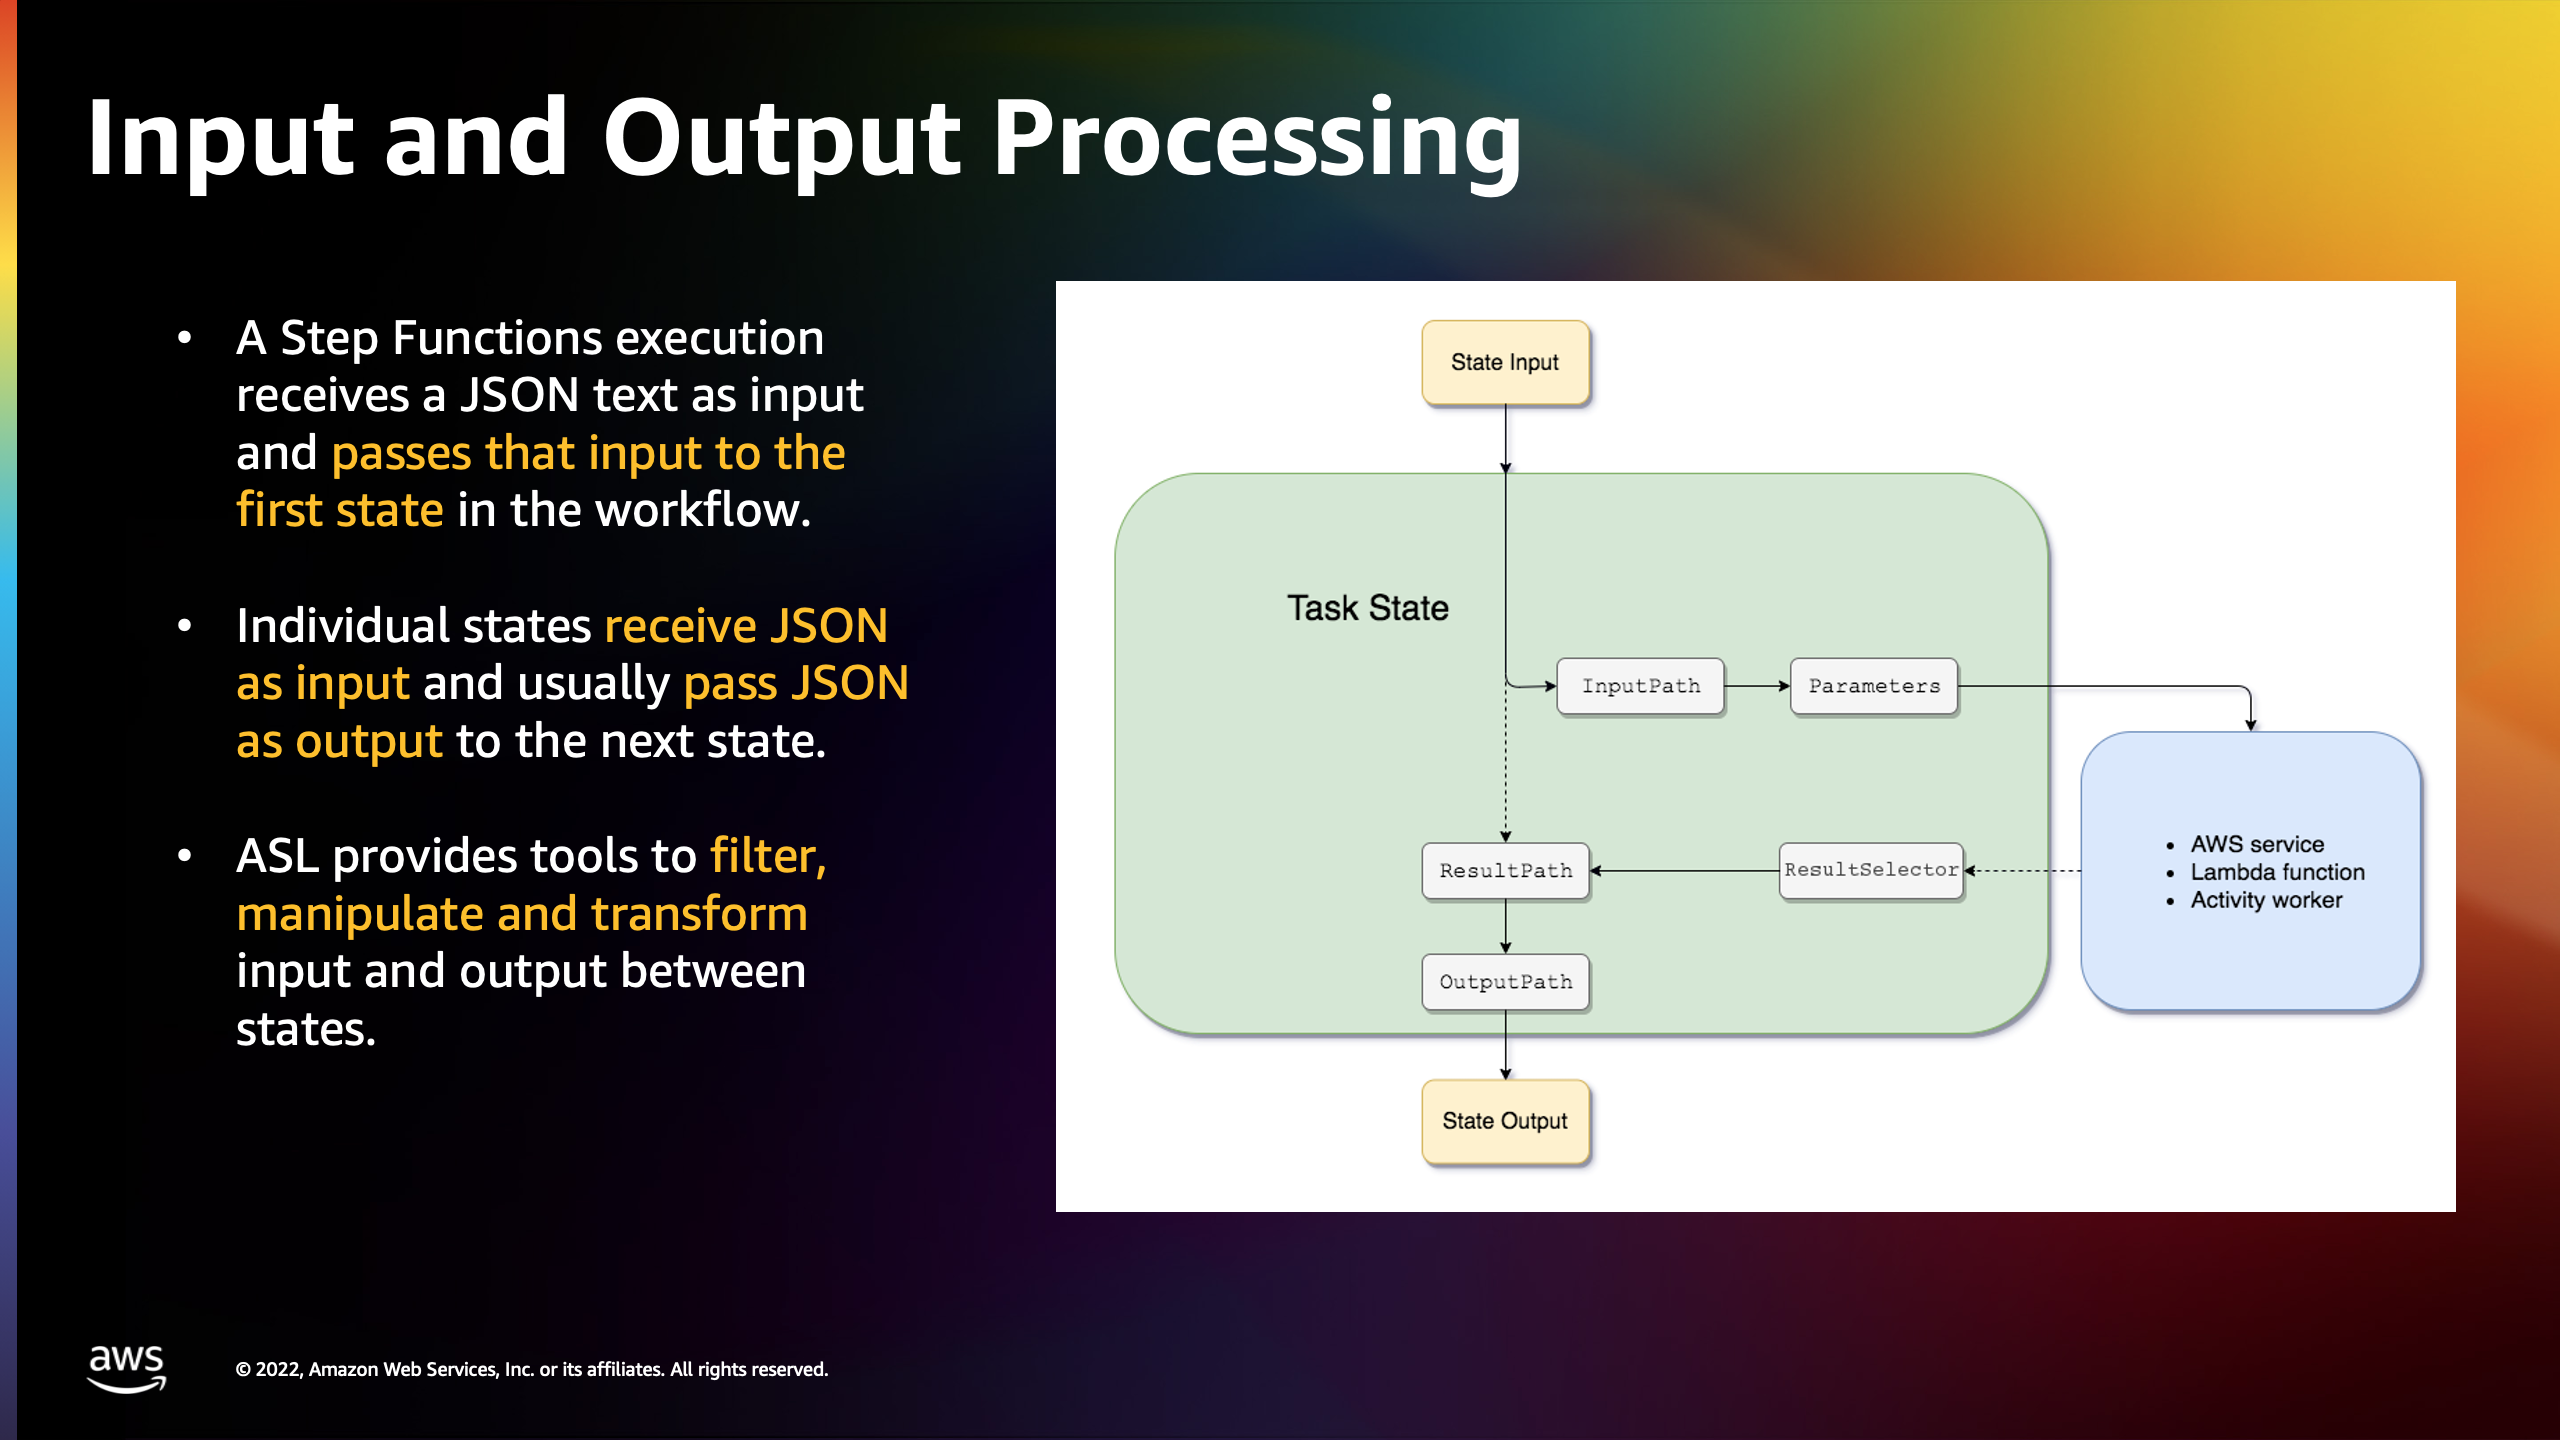 Input and Output Processing
• A Step Functions execution
receives a JSON text as input
and passes that input to the
first state in the workflow.
• Individual states receive JSON
as input and usually pass JSON
as output to the next state.
• ASL provides tools to filter,
manipulate and transform
input and output between
states.
State Input
Task State
InputPath
Parameters
• AWS service
• Lambda function
• Activity worker
ResultSelector
ResultPath
OutputPath
State Output
aws
© 2022, Amazon Web Services, Inc. or its affiliates. All rights reserved.